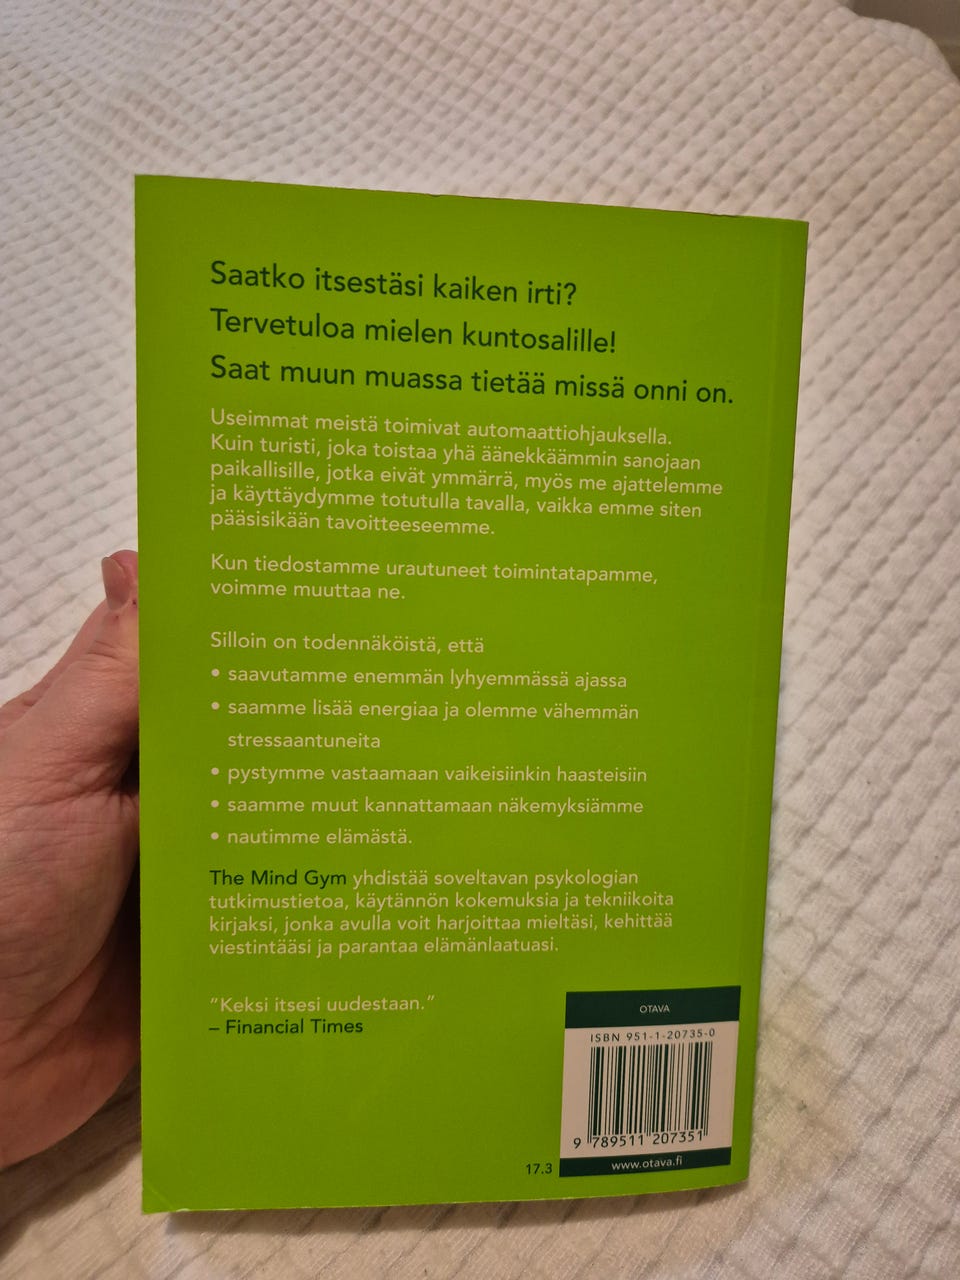 Saatko itsestäsi kaiken irti?
Tervetuloa mielen kuntosalille!
Saat muun muassa tietää missä onni on.
Useimmat meistä toimivat automaattiohjauksella.
Kuin turisti, joka toistaa yhä äänekkäämmin sanojaan
paikallisille, jotka eivät ymmärrä, myös me ajattelemme
ja käyttäydymme totutulla tavalla, vaikka emme siten
pääsisikään tavoitteeseemme.
Kun tiedostamme urautuneet toimintatapamme,
voimme muuttaa ne.
Silloin on todennäköistä, että
• saavutamme enemmän lyhyemmässä ajassa
• saamme lisää energiaa ja olemme vähemmän
stressaantuneita
• pystymme vastaamaan vaikeisiinkin haasteisiin
• saamme muut kannattamaan näkemyksiämme
• nautimme elämästä.
The Mind Gym yhdistää soveltavan psykologian
tutkimustietoa, käytännön kokemuksia ja tekniikoita
kirjaksi, jonka avulla voit harjoittaa mieltäsi, kehittää
viestintääsi ja parantaa elämänlaatuasi.
"Keksi itsesi uudestaan."
– Financial Times
OTAVA
ISBN 951-1-20735-0
9 789511 207351
www.otava.fi
17.3